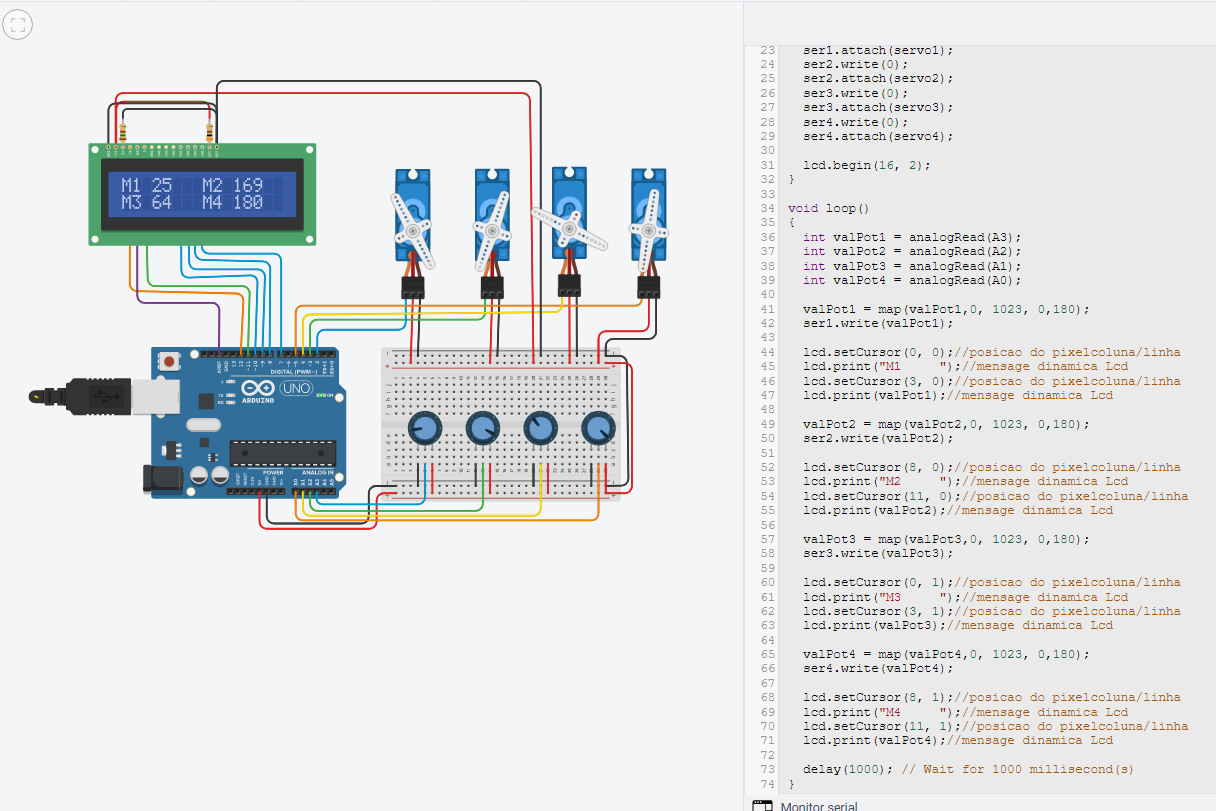 M1 25 M2 169
M3 64 M4 180
DIGITAL (PWM~)
UNO
ARDUINO
ON
POWER
ANALOG IN
23 ser1.attach(servo1);
24 ser2.write(0);
25 ser2.attach(servo2);
26 ser3.write(0);
27 ser3.attach(servo3);
28 ser4.write(0);
29 ser4.attach(servo4);
30
31 lcd.begin(16, 2);
32 }
33
34 void loop()
35 {
36 int valPot1 = analogRead(A3);
37 int valPot2 = analogRead(A2);
38 int valPot3 = analogRead(A1);
39 int valPot4 = analogRead(A0);
40
41 valPot1 = map(valPot1,0, 1023, 0,180);
42 ser1.write(valPot1);
43
44 lcd.setCursor(0, 0);//posicao do pixelcoluna/linha
45 lcd.print("M1     ");//mensage dinamica Lcd
46 lcd.setCursor(3, 0);//posicao do pixelcoluna/linha
47 lcd.print(valPot1);//mensage dinamica Lcd
48
49 valPot2 = map(valPot2,0, 1023, 0,180);
50 ser2.write(valPot2);
51
52 lcd.setCursor(8, 0);//posicao do pixelcoluna/linha
53 lcd.print("M2     ");//mensage dinamica Lcd
54 lcd.setCursor(11, 0);//posicao do pixelcoluna/linha
55 lcd.print(valPot2);//mensage dinamica Lcd
56
57 valPot3 = map(valPot3,0, 1023, 0,180);
58 ser3.write(valPot3);
59
60 lcd.setCursor(0, 1);//posicao do pixelcoluna/linha
61 lcd.print("M3     ");//mensage dinamica Lcd
62 lcd.setCursor(3, 1);//posicao do pixelcoluna/linha
63 lcd.print(valPot3);//mensage dinamica Lcd
64
65 valPot4 = map(valPot4,0, 1023, 0,180);
66 ser4.write(valPot4);
67
68 lcd.setCursor(8, 1);//posicao do pixelcoluna/linha
69 lcd.print("M4     ");//mensage dinamica Lcd
70 lcd.setCursor(11, 1);//posicao do pixelcoluna/linha
71 lcd.print(valPot4);//mensage dinamica Lcd
72
73 delay(1000); // Wait for 1000 millisecond(s)
74 }
Monitor serial